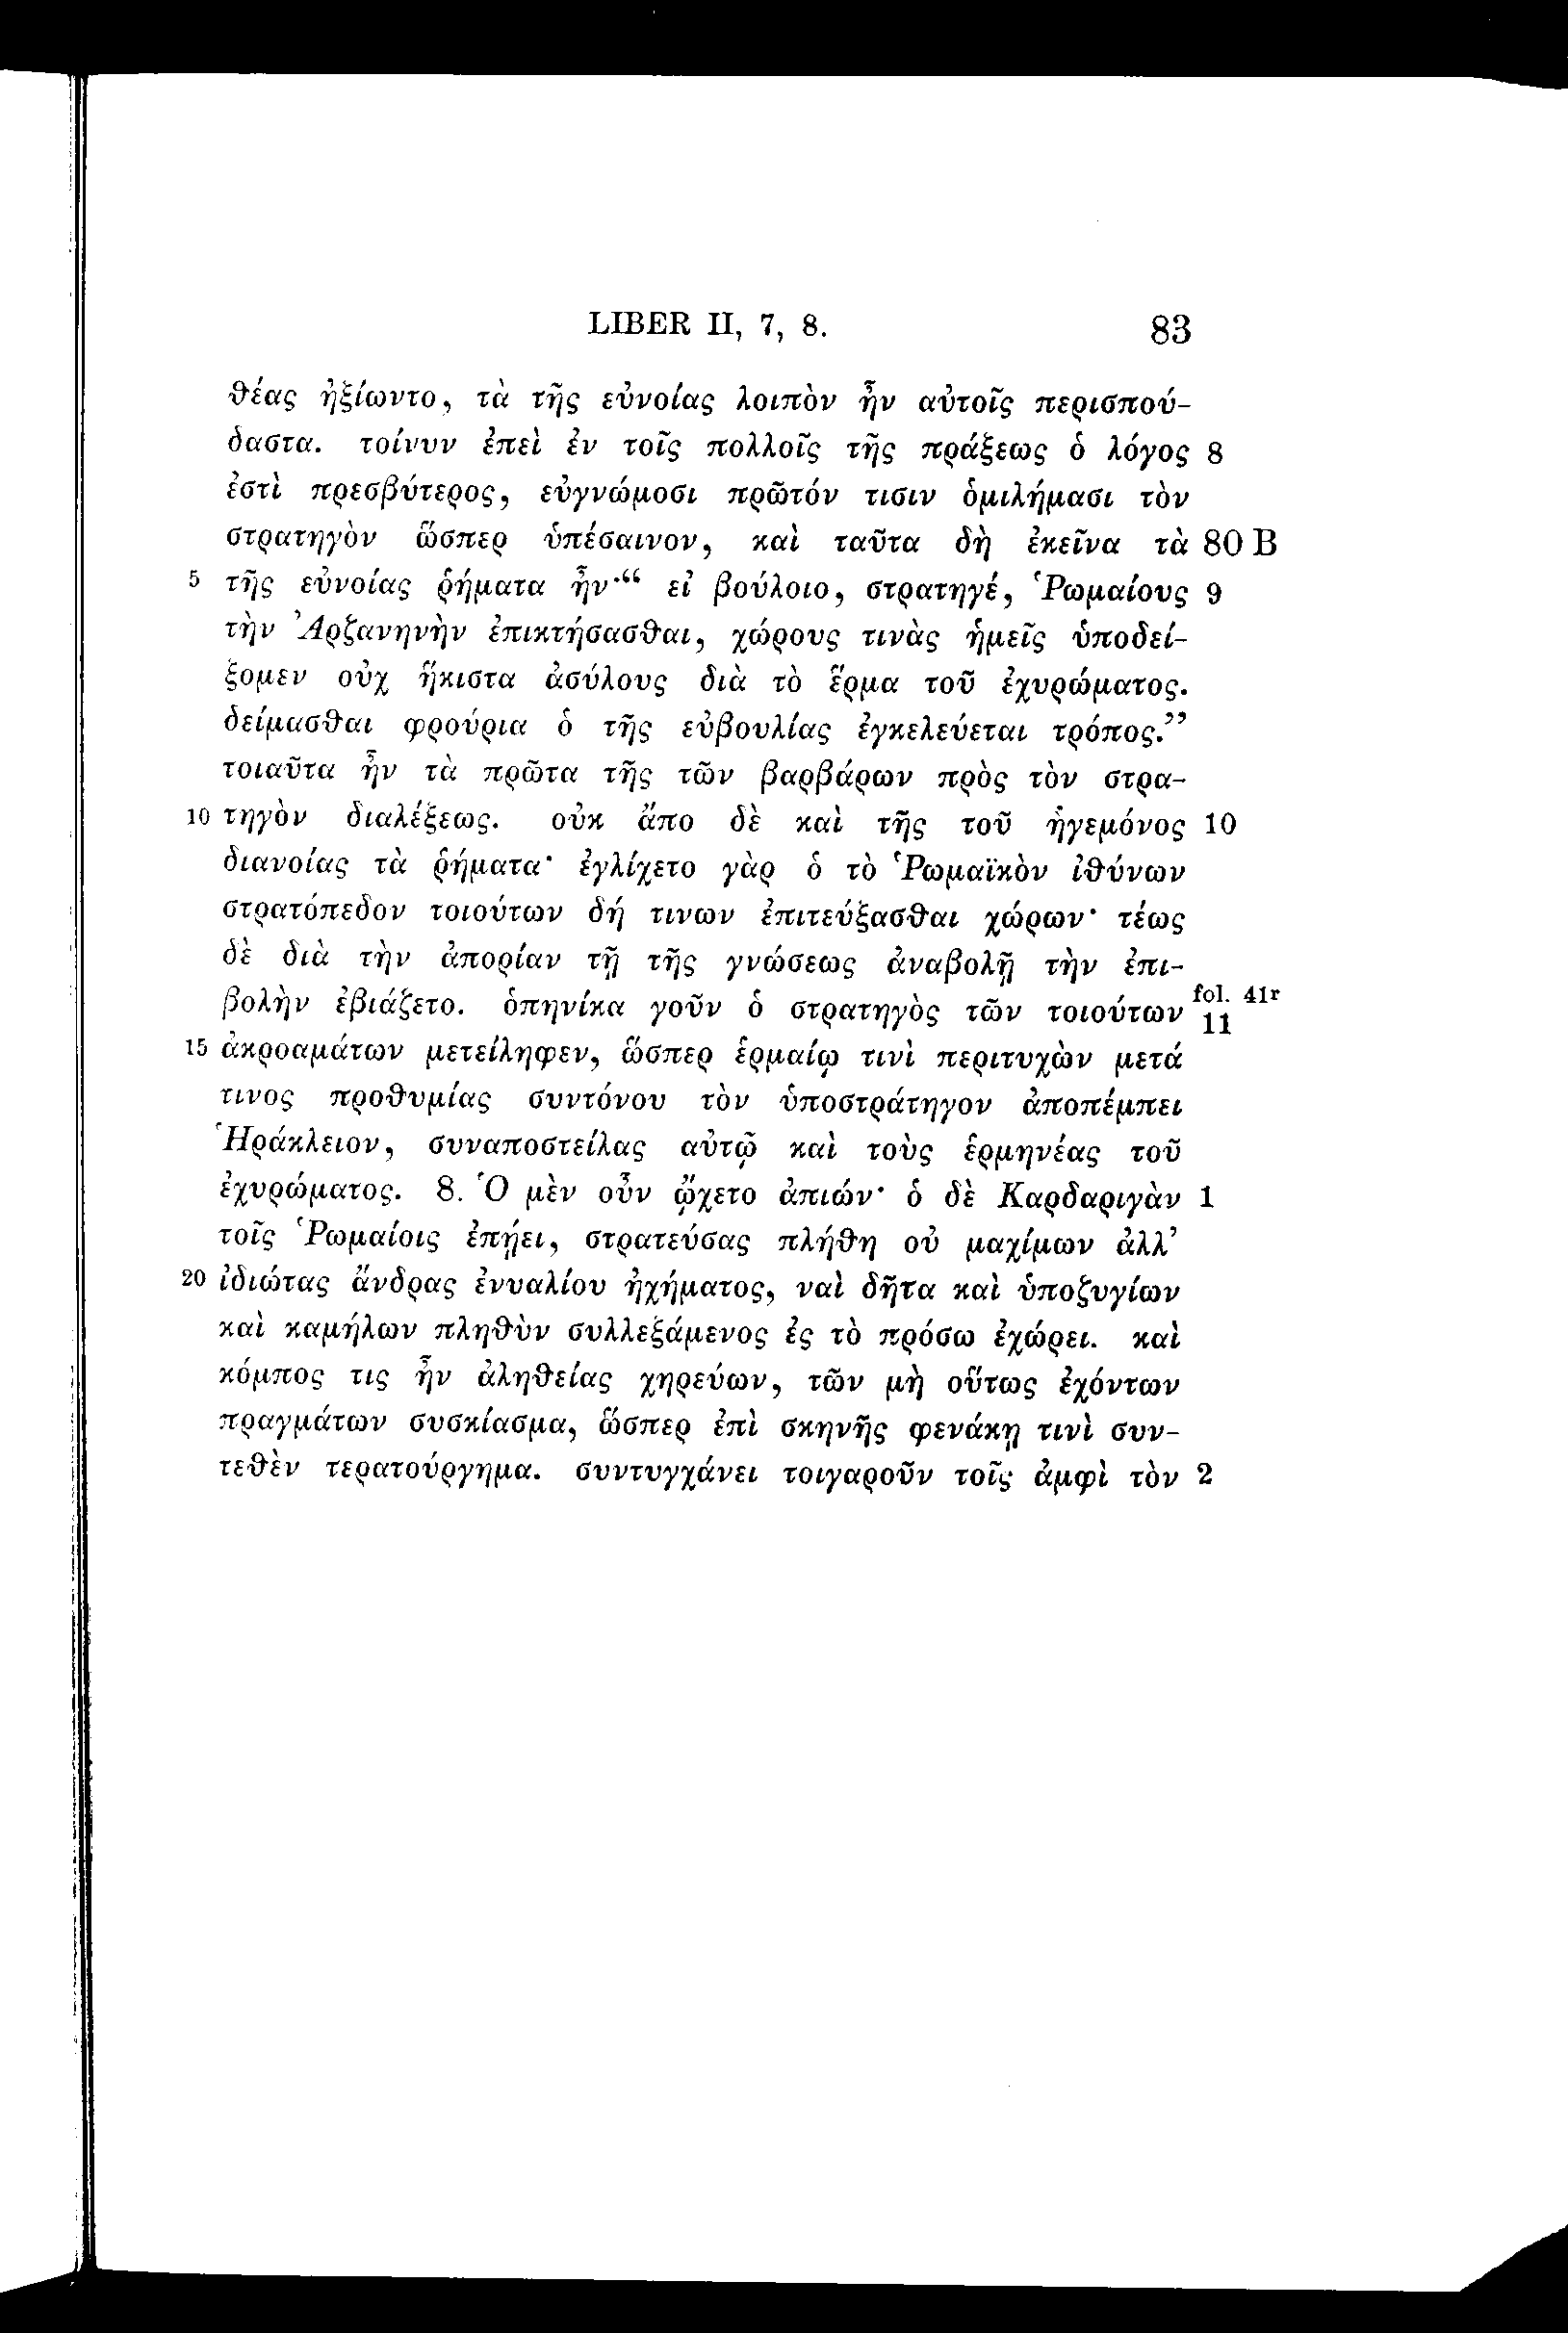 LIBER II, 7, 8. 83
θέας ἠξίωντο, τὰ τῆς εὐνοίας λοιπὸν ἦν αὐτοῖς περισπού-
δαστα. τοίνυν ἐπεὶ ἐν τοῖς πολλοῖς τῆς πράξεως ὁ λόγος 8
ἐστὶ πρεσβύτερος, εὐγνώμοσι πρῶτόν τισιν ὁμιλήμασι τὸν
στρατηγὸν ὥσπερ ὑπέσαινον, καὶ ταῦτα δὴ ἐκεῖνα τὰ 80 B
5 τῆς εὐνοίας ῥήματα ἦν·“ εἰ βούλοιο, στρατηγέ, Ῥωμαίους 9
τὴν Ἀρζανηνὴν ἐπικτήσασθαι, χώρους τινὰς ἡμεῖς ὑποδεί-
ξομεν οὐχ ἥκιστα ἀσύλους διὰ τὸ ἕρμα τοῦ ἐχυρώματος.
δείμασθαι φρούρια ὁ τῆς εὐβουλίας ἐγκελεύεται τρόπος.”
τοιαῦτα ἦν τὰ πρῶτα τῆς τῶν βαρβάρων πρὸς τὸν στρα-
10 τηγὸν διαλέξεως. οὐκ ἄπο δὲ καὶ τῆς τοῦ ἡγεμόνος 10
διανοίας τὰ ῥήματα· ἐγλίχετο γὰρ ὁ τὸ Ῥωμαϊκὸν ἰθύνων
στρατόπεδον τοιούτων δή τινων ἐπιτεύξασθαι χώρων· τέως
δὲ διὰ τὴν ἀπορίαν τῇ τῆς γνώσεως ἀναβολῇ τὴν ἐπι-
βολὴν ἐβιάζετο. ὁπηνίκα γοῦν ὁ στρατηγὸς τῶν τοιούτων fol. 41r 11
15 ἀκροαμάτων μετείληφεν, ὥσπερ ἑρμαίῳ τινὶ περιτυχὼν μετά
τινος προθυμίας συντόνου τὸν ὑποστράτηγον ἀποπέμπει
Ἡράκλειον, συναποστείλας αὐτῷ καὶ τοὺς ἑρμηνέας τοῦ
ἐχυρώματος. 8. Ὁ μὲν οὖν ᾤχετο ἀπιών· ὁ δὲ Καρδαριγὰν 1
τοῖς Ῥωμαίοις ἐπῄει, στρατεύσας πλήθη οὐ μαχίμων ἀλλ’
20 ἰδιώτας ἄνδρας ἐνυαλίου ἠχήματος, ναὶ δῆτα καὶ ὑποζυγίων
καὶ καμήλων πληθὺν συλλεξάμενος ἐς τὸ πρόσω ἐχώρει. καὶ
κόμπος τις ἦν ἀληθείας χηρεύων, τῶν μὴ οὕτως ἐχόντων
πραγμάτων συσκίασμα, ὥσπερ ἐπὶ σκηνῆς φενάκῃ τινὶ συν-
τεθὲν τερατούργημα. συντυγχάνει τοιγαροῦν τοῖς ἀμφὶ τὸν 2